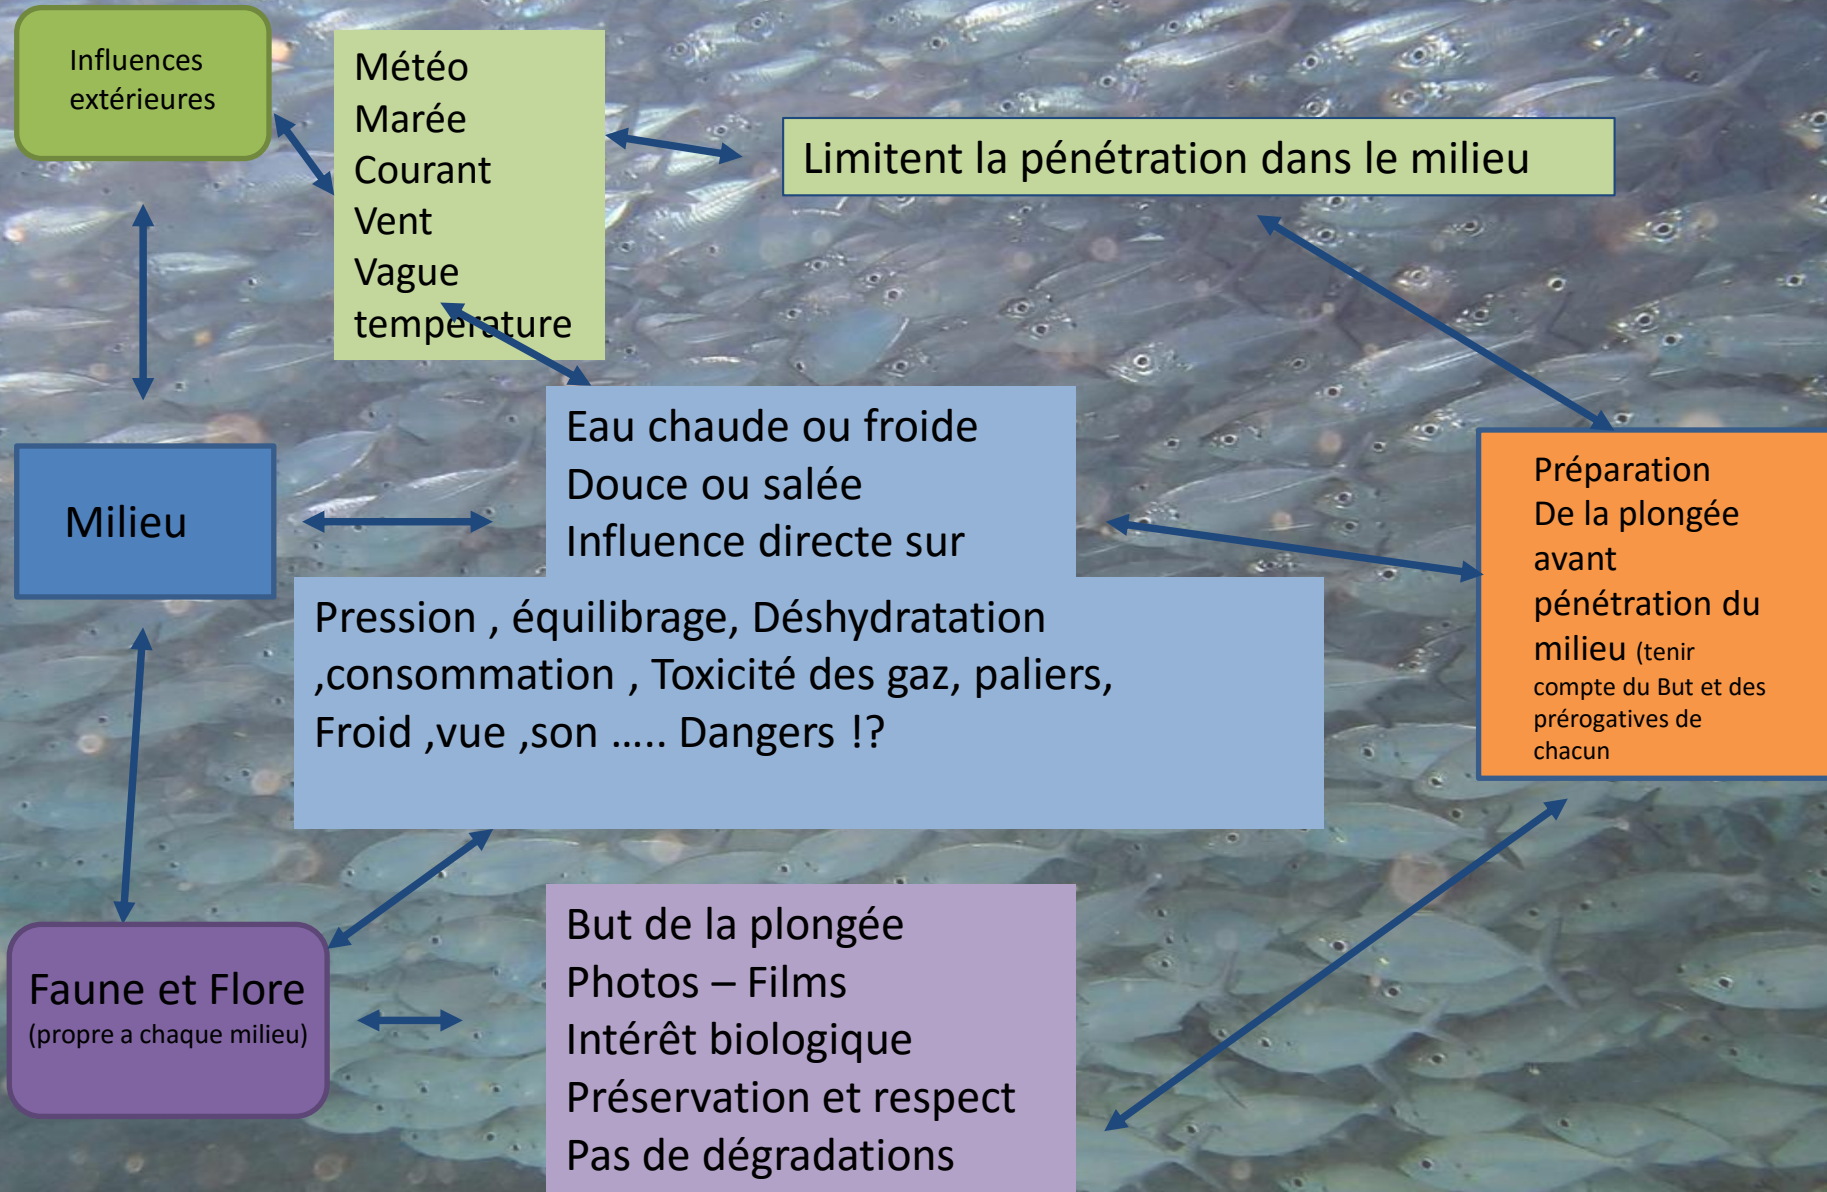 Influences
extérieures
Météo
Marée
Courant
Vent
Vague
température
Limitent la pénétration dans le milieu
Milieu
Eau chaude ou froide
Douce ou salée
Influence directe sur
Pression , équilibrage, Déshydratation
,consommation , Toxicité des gaz, paliers,
Froid ,vue ,son ..... Dangers !?
Préparation
De la plongée
avant
pénétration du
milieu (tenir
compte du But et des
prérogatives de
chacun
Faune et Flore
(propre a chaque milieu)
But de la plongée
Photos – Films
Intérêt biologique
Préservation et respect
Pas de dégradations